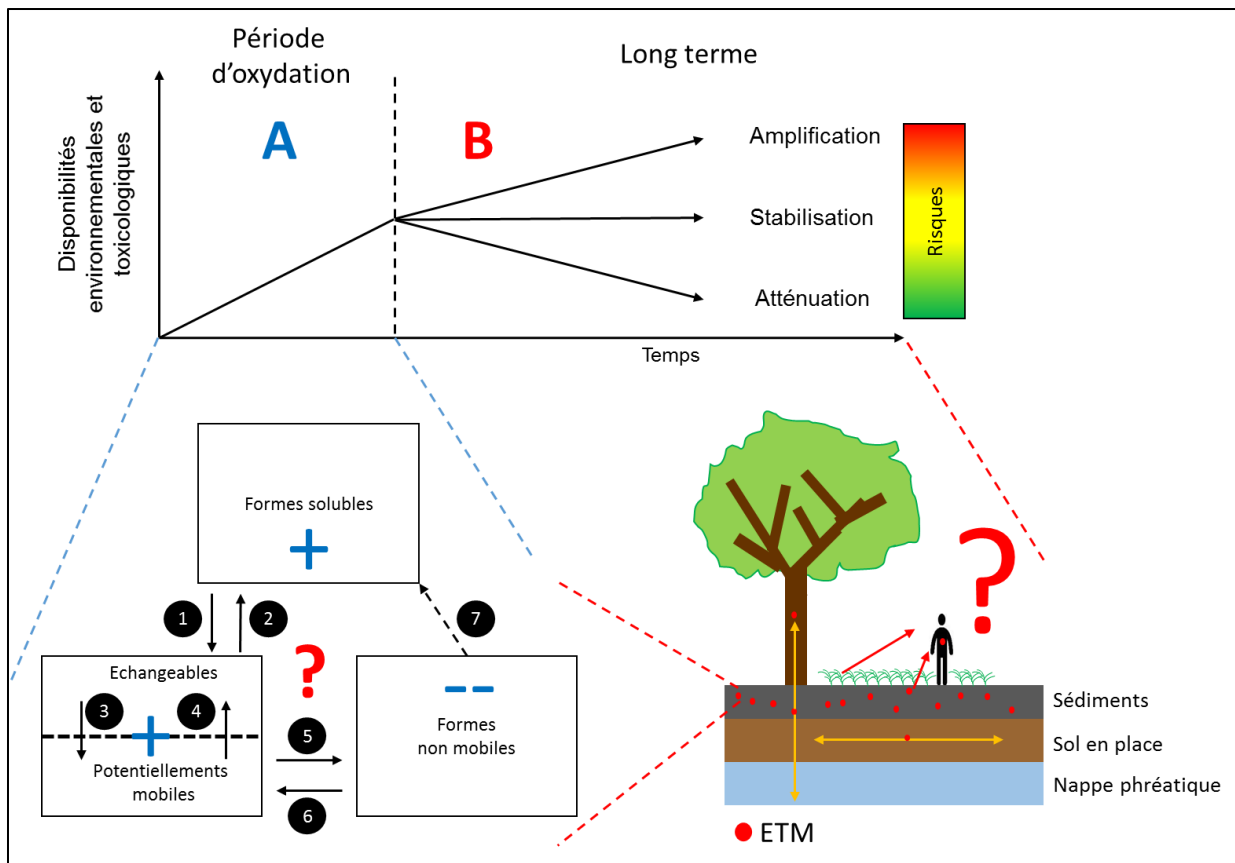 Période
d'oxydation
Long terme
A
B
Disponibilités
environnementales et
toxicologiques
Amplification
Stabilisation
Atténuation
Risques
Temps
Formes solubles
+
1
2
7
?
Echangeables
3
+
4
Potentiellements
mobiles
5
6
--
Formes
non mobiles
?
Sédiments
Sol en place
Nappe phréatique
ETM